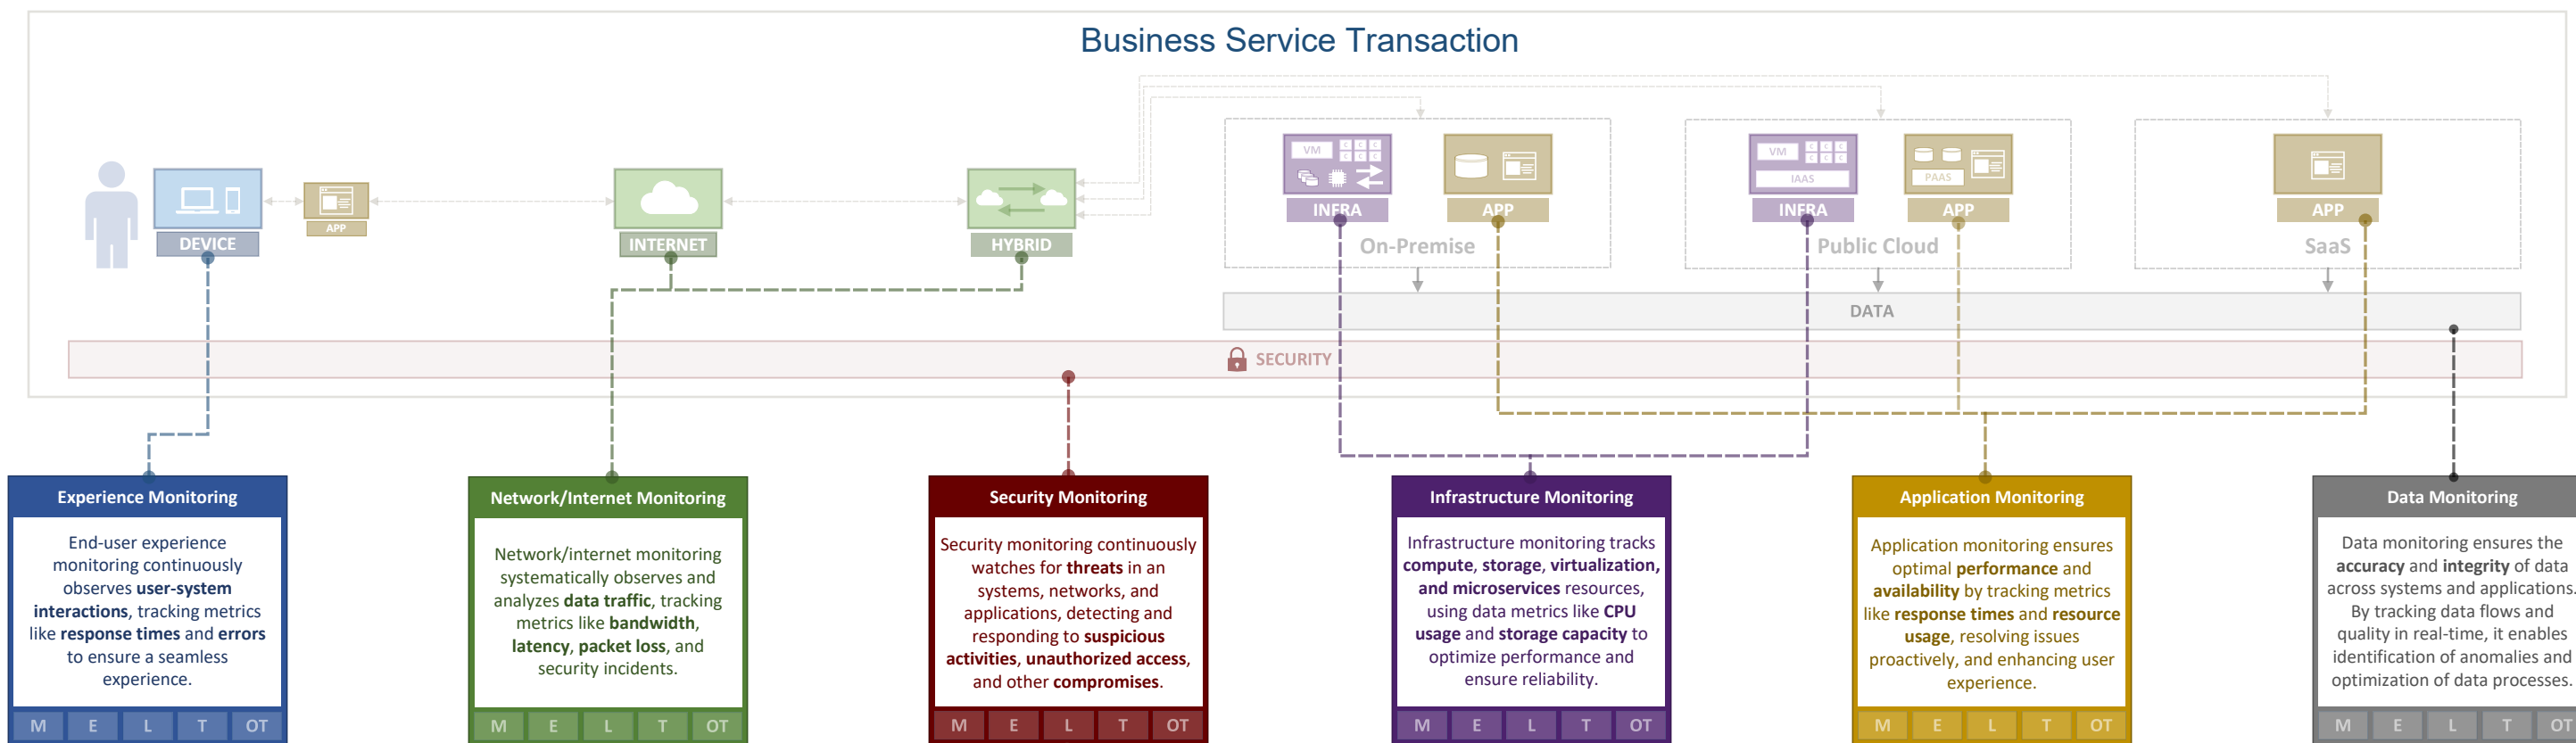 Business Service Transaction
DEVICE
APP
INTERNET
HYBRID
VM
C C C
C C C
INFRA
APP
On-Premise
VM
C C C
C C C
IAAS
INFRA
PAAS
APP
Public Cloud
APP
SaaS
DATA
SECURITY
Experience Monitoring
End-user experience
monitoring continuously
observes user-system
interactions, tracking metrics
like response times and errors
to ensure a seamless
experience.
M E L T OT
Network/Internet Monitoring
Network/internet monitoring
systematically observes and
analyzes data traffic, tracking
metrics like bandwidth,
latency, packet loss, and
security incidents.
M E L T OT
Security Monitoring
Security monitoring continuously
watches for threats in an
systems, networks, and
applications, detecting and
responding to suspicious
activities, unauthorized access,
and other compromises.
M E L T OT
Infrastructure Monitoring
Infrastructure monitoring tracks
compute, storage, virtualization,
and microservices resources,
using data metrics like CPU
usage and storage capacity to
optimize performance and
ensure reliability.
M E L T OT
Application Monitoring
Application monitoring ensures
optimal performance and
availability by tracking metrics
like response times and resource
usage, resolving issues
proactively, and enhancing user
experience.
M E L T OT
Data Monitoring
Data monitoring ensures the
accuracy and integrity of data
across systems and applications.
By tracking data flows and
quality in real-time, it enables
identification of anomalies and
optimization of data processes.
M E L T OT